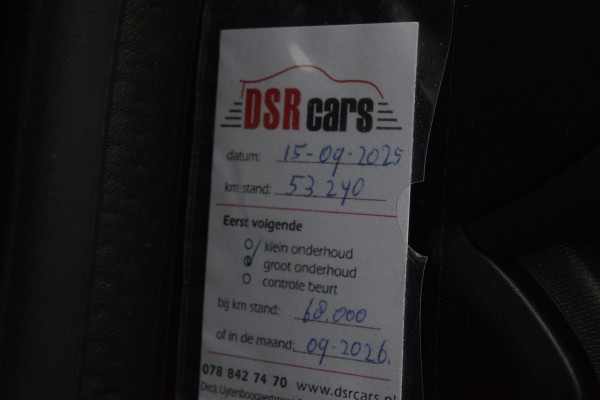 DSR cars
datum: 15-09-2025
km stand: 53.240
Eerst volgende
klein onderhoud
groot onderhoud
controle beurt
bij km stand: 68.000
of in de maand: 09-2026.
078 842 74 70 www.dsrcars.nl
Dirck